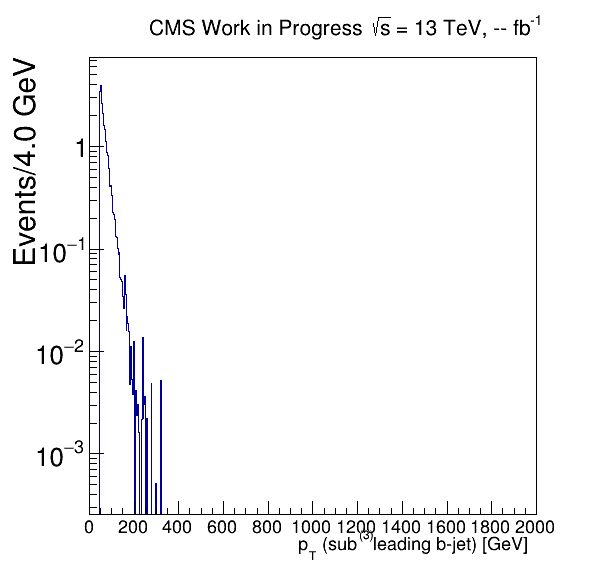 CMS Work in Progress √s = 13 TeV, -- fb⁻¹
Events/4.0 GeV
1
10⁻¹
10⁻²
10⁻³
0 200 400 600 800 1000 1200 1400 1600 1800 2000
p_T (sub⁽³⁾leading b-jet) [GeV]